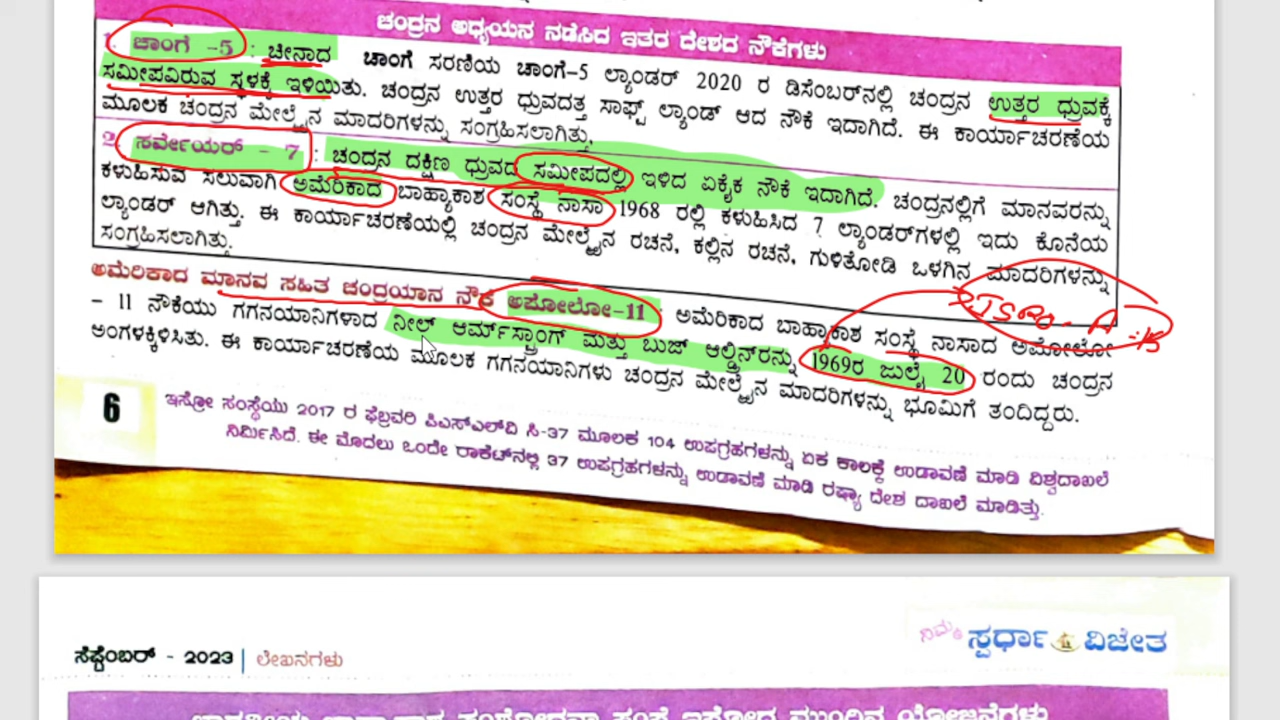 ಚಂದ್ರನ ಅಧ್ಯಯನ ನಡೆಸಿದ ಇತರ ದೇಶದ ನೌಕೆಗಳು
1. ಚಾಂಗೆ -5 : ಚೀನಾದ ಚಾಂಗೆ ಸರಣಿಯ ಚಾಂಗೆ-5 ಲ್ಯಾಂಡರ್ 2020 ರ ಡಿಸೆಂಬರ್‌ನಲ್ಲಿ ಚಂದ್ರನ ಉತ್ತರ ಧ್ರುವಕ್ಕೆ
ಸಮೀಪವಿರುವ ಸ್ಥಳಕ್ಕೆ ಇಳಿಯಿತು. ಚಂದ್ರನ ಉತ್ತರ ಧ್ರುವದತ್ತ ಸಾಫ್ಟ್ ಲ್ಯಾಂಡ್ ಆದ ನೌಕೆ ಇದಾಗಿದೆ. ಈ ಕಾರ್ಯಾಚರಣೆಯ
ಮೂಲಕ ಚಂದ್ರನ ಮೇಲ್ಮೈನ ಮಾದರಿಗಳನ್ನು ಸಂಗ್ರಹಿಸಲಾಗಿತ್ತು.
2. ಸರ್ವೇಯರ್ - 7 : ಚಂದ್ರನ ದಕ್ಷಿಣ ಧ್ರುವದ ಸಮೀಪದಲ್ಲಿ ಇಳಿದ ಏಕೈಕ ನೌಕೆ ಇದಾಗಿದೆ. ಚಂದ್ರನಲ್ಲಿಗೆ ಮಾನವರನ್ನು
ಕಳುಹಿಸುವ ಸಲುವಾಗಿ ಅಮೆರಿಕಾದ ಬಾಹ್ಯಾಕಾಶ ಸಂಸ್ಥೆ ನಾಸಾ 1968 ರಲ್ಲಿ ಕಳುಹಿಸಿದ 7 ಲ್ಯಾಂಡರ್‌ಗಳಲ್ಲಿ ಇದು ಕೊನೆಯ
ಲ್ಯಾಂಡರ್ ಆಗಿತ್ತು. ಈ ಕಾರ್ಯಾಚರಣೆಯಲ್ಲಿ ಚಂದ್ರನ ಮೇಲ್ಮೈನ ರಚನೆ, ಕಲ್ಲಿನ ರಚನೆ, ಗುಳಿತೋಡಿ ಒಳಗಿನ ಮಾದರಿಗಳನ್ನು
ಸಂಗ್ರಹಿಸಲಾಗಿತ್ತು.
ಅಮೆರಿಕಾದ ಮಾನವ ಸಹಿತ ಚಂದ್ರಯಾನ ನೌಕೆ ಅಪೋಲೋ-11 : ಅಮೆರಿಕಾದ ಬಾಹ್ಯಾಕಾಶ ಸಂಸ್ಥೆ ನಾಸಾದ ಅಪೋಲೋ
- 11 ನೌಕೆಯು ಗಗನಯಾನಿಗಳಾದ ನೀಲ್ ಆರ್ಮ್‌ಸ್ಟ್ರಾಂಗ್ ಮತ್ತು ಬುಜ್ ಆಲ್ಡ್ರಿನ್‌ರನ್ನು 1969ರ ಜುಲೈ 20 ರಂದು ಚಂದ್ರನ
ಅಂಗಳಕ್ಕಿಳಿಸಿತು. ಈ ಕಾರ್ಯಾಚರಣೆಯ ಮೂಲಕ ಗಗನಯಾನಿಗಳು ಚಂದ್ರನ ಮೇಲ್ಮೈನ ಮಾದರಿಗಳನ್ನು ಭೂಮಿಗೆ ತಂದಿದ್ದರು.
6
ಇಸ್ರೋ ಸಂಸ್ಥೆಯು 2017 ರ ಫೆಬ್ರವರಿ ಪಿಎಸ್ಎಲ್‌ವಿ ಸಿ-37 ಮೂಲಕ 104 ಉಪಗ್ರಹಗಳನ್ನು ಏಕ ಕಾಲಕ್ಕೆ ಉಡಾವಣೆ ಮಾಡಿ ವಿಶ್ವದಾಖಲೆ
ನಿರ್ಮಿಸಿದೆ. ಈ ಮೊದಲು ಒಂದೇ ರಾಕೆಟ್‌ನಲ್ಲಿ 37 ಉಪಗ್ರಹಗಳನ್ನು ಉಡಾವಣೆ ಮಾಡಿ ರಷ್ಯಾ ದೇಶ ದಾಖಲೆ ಮಾಡಿತ್ತು.
ನಿಮ್ಮ ಸ್ಪರ್ಧಾ ವಿಜೇತ
ಸೆಪ್ಟೆಂಬರ್ - 2023 | ಲೇಖನಗಳು